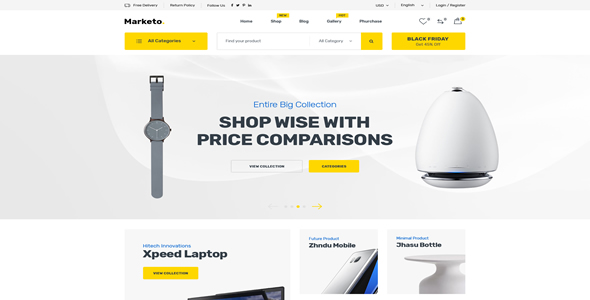 Free Delivery
Return Policy
Follow Us
USD
English
Login / Register
Marketo.
Home
NEW
Shop
Blog
HOT
Gallery
Phurchase
0
0
0
All Categories
Find your product
All Category
BLACK FRIDAY
Get 45% Off
Entire Big Collection
SHOP WISE WITH
PRICE COMPARISONS
VIEW COLLECTION
CATEGORIES
Hitech Innovations
Xpeed Laptop
VIEW COLLECTION
Future Product
Zhndu Mobile
Minimal Product
Jhasu Bottle